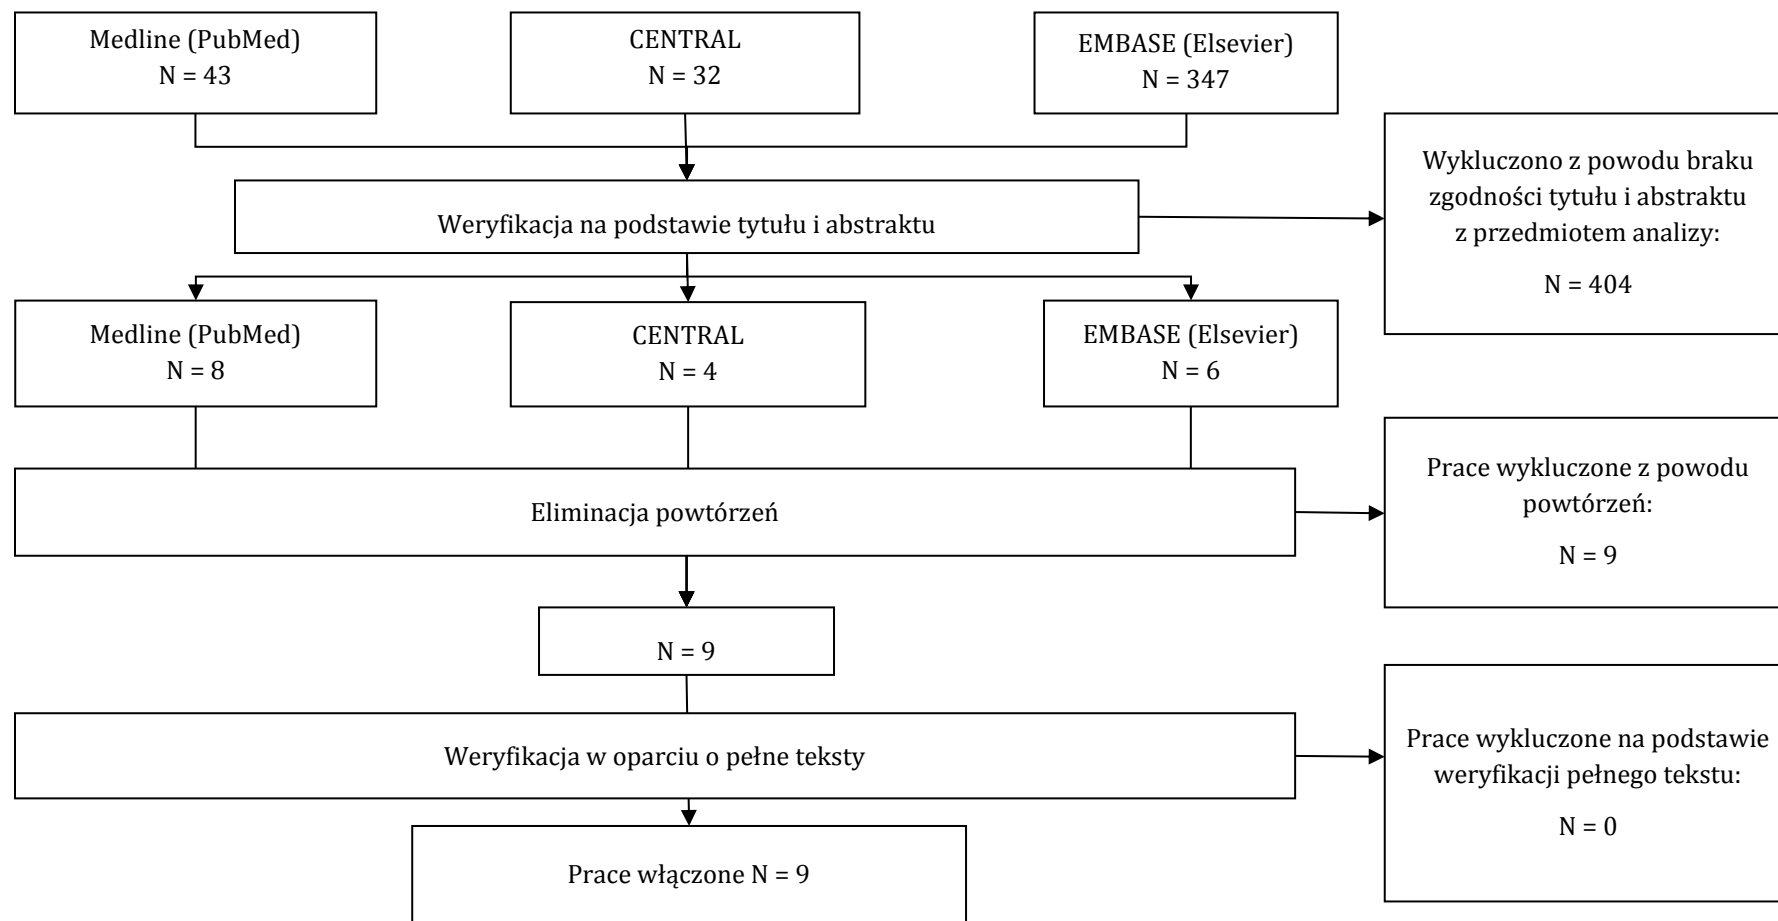 Medline (PubMed)
N = 43
CENTRAL
N = 32
EMBASE (Elsevier)
N = 347
Wykluczono z powodu braku
zgodności tytułu i abstraktu
z przedmiotem analizy:
N = 404
Weryfikacja na podstawie tytułu i abstraktu
Medline (PubMed)
N = 8
CENTRAL
N = 4
EMBASE (Elsevier)
N = 6
Prace wykluczone z powodu
powtórzeń:
N = 9
Eliminacja powtórzeń
N = 9
Weryfikacja w oparciu o pełne teksty
Prace wykluczone na podstawie
weryfikacji pełnego tekstu:
N = 0
Prace włączone N = 9